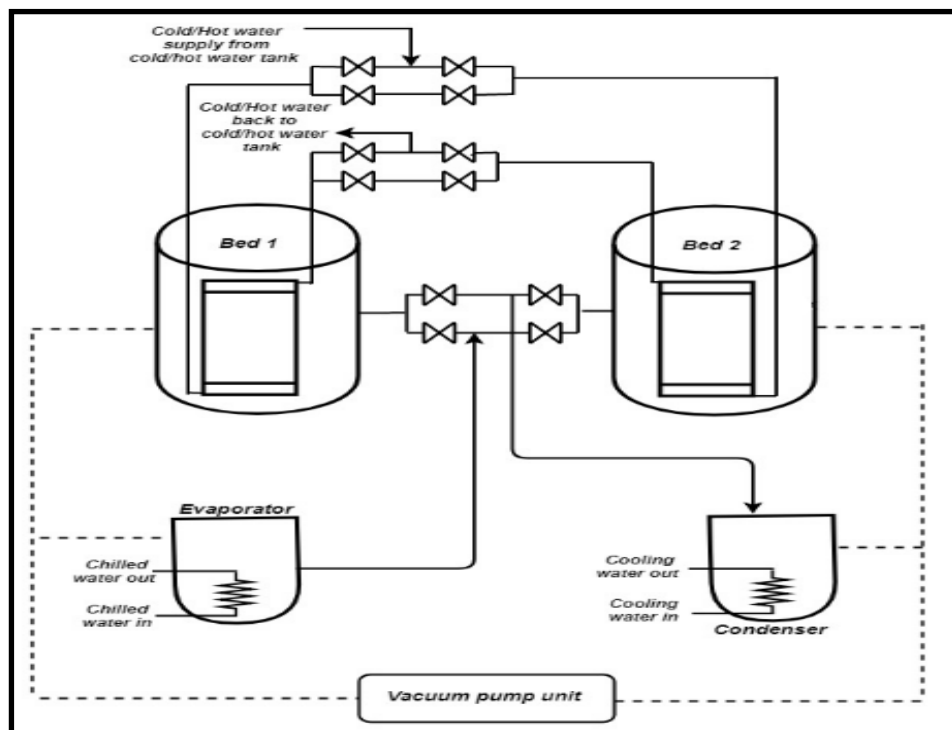 Cold/Hot water
supply from
cold/hot water tank
Cold/Hot water
back to
cold/hot water
tank
Bed 1
Bed 2
Evaporator
Chilled
water out
Chilled
water in
Cooling
water out
Cooling
water in
Condenser
Vacuum pump unit